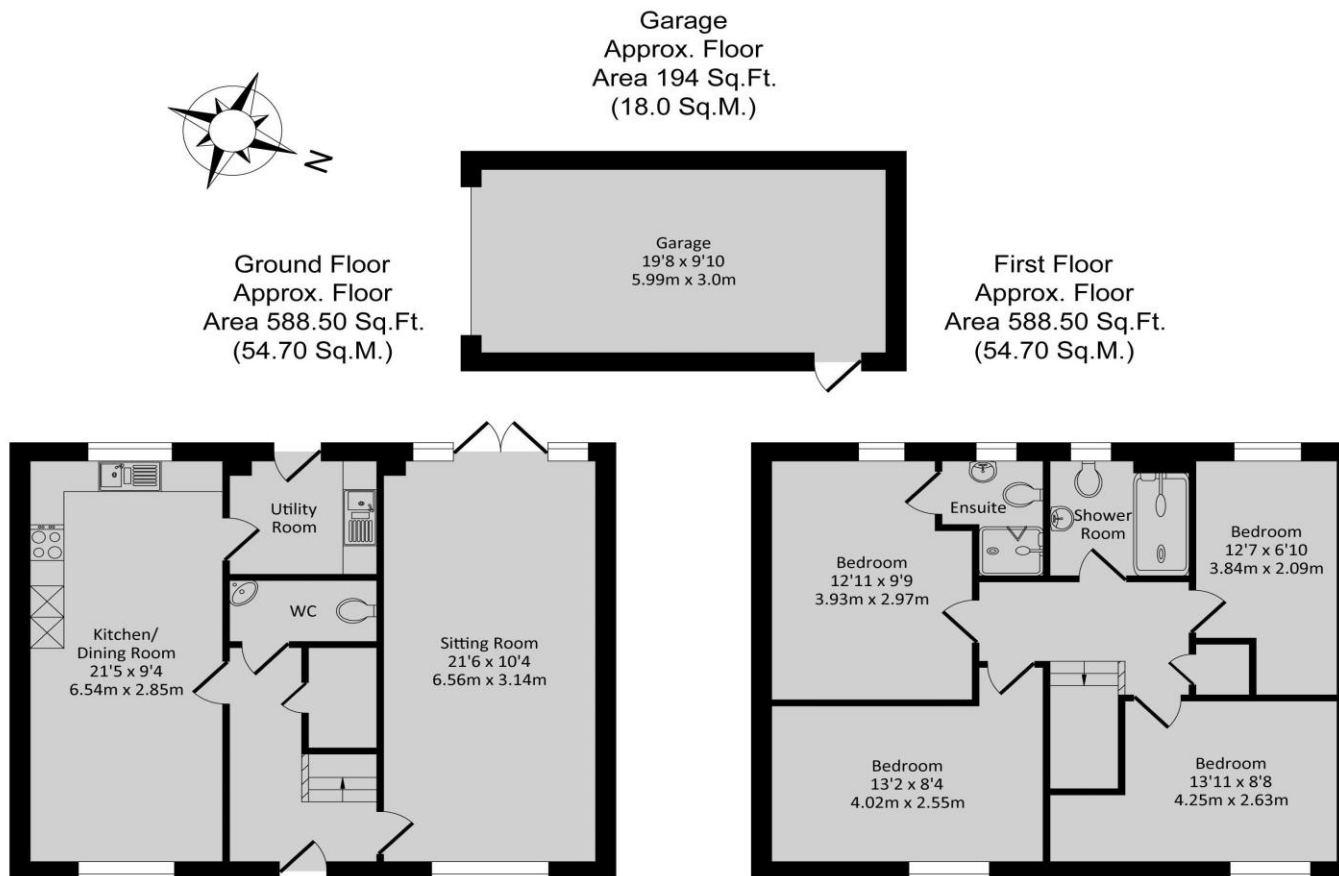 Garage
Approx. Floor
Area 194 Sq.Ft.
(18.0 Sq.M.)
N
Garage
19'8 x 9'10
5.99m x 3.0m
Ground Floor
Approx. Floor
Area 588.50 Sq.Ft.
(54.70 Sq.M.)
First Floor
Approx. Floor
Area 588.50 Sq.Ft.
(54.70 Sq.M.)
Utility
Room
WC
Kitchen/
Dining Room
21'5 x 9'4
6.54m x 2.85m
Sitting Room
21'6 x 10'4
6.56m x 3.14m
Ensuite
Shower
Room
Bedroom
12'11 x 9'9
3.93m x 2.97m
Bedroom
12'7 x 6'10
3.84m x 2.09m
Bedroom
13'2 x 8'4
4.02m x 2.55m
Bedroom
13'11 x 8'8
4.25m x 2.63m